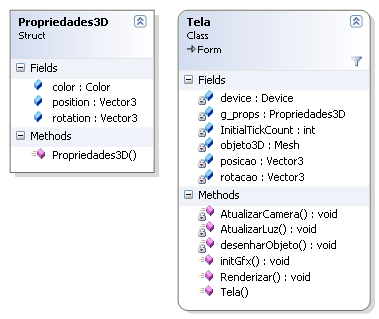 Propriedades3D
Struct
Fields
color : Color
position : Vector3
rotation : Vector3
Methods
Propriedades3D()
Tela
Class
Form
Fields
device : Device
g_props : Propriedades3D
InitialTickCount : int
objeto3D : Mesh
posicao : Vector3
rotacao : Vector3
Methods
AtualizarCamera() : void
AtualizarLuz() : void
desenharObjeto() : void
initGfx() : void
Renderizar() : void
Tela()